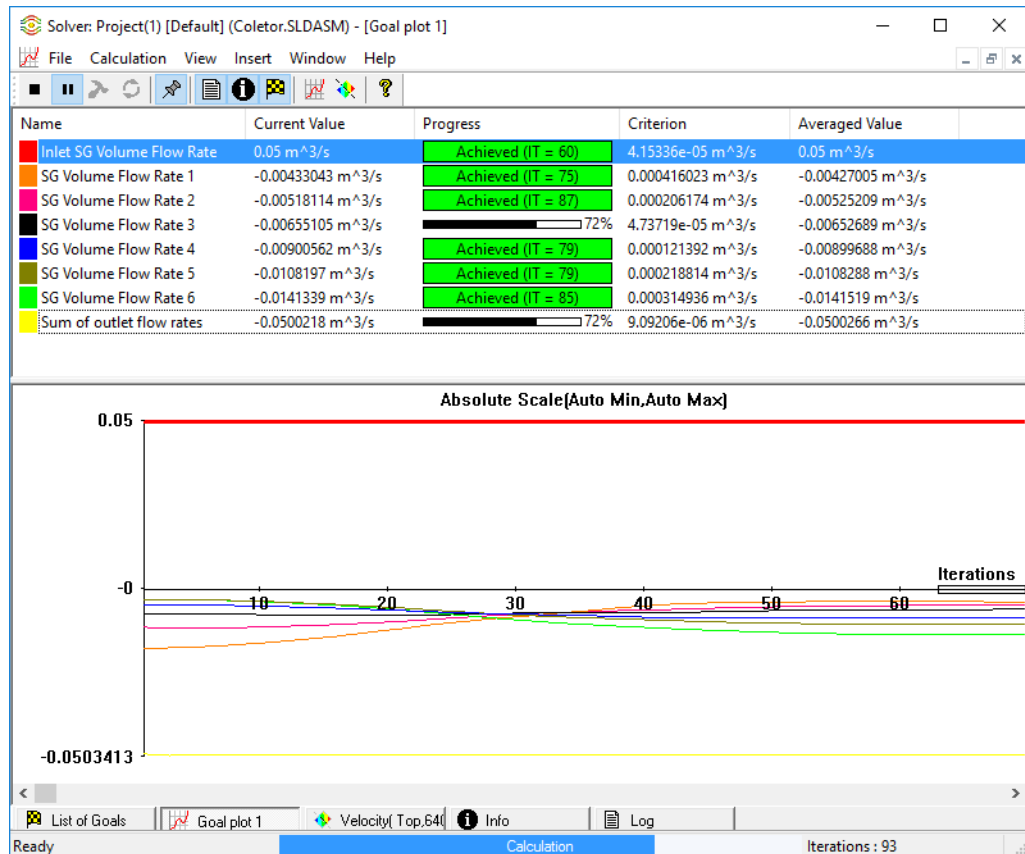 Solver: Project(1) [Default] (Coletor.SLDASM) - [Goal plot 1]
File Calculation View Insert Window Help
Name Current Value Progress Criterion Averaged Value
Inlet SG Volume Flow Rate 0.05 m^3/s Achieved (IT = 60) 4.15336e-05 m^3/s 0.05 m^3/s
SG Volume Flow Rate 1 -0.00433043 m^3/s Achieved (IT = 75) 0.000416023 m^3/s -0.00427005 m^3/s
SG Volume Flow Rate 2 -0.00518114 m^3/s Achieved (IT = 87) 0.000206174 m^3/s -0.00525209 m^3/s
SG Volume Flow Rate 3 -0.00655105 m^3/s 72% 4.73719e-05 m^3/s -0.00652689 m^3/s
SG Volume Flow Rate 4 -0.00900562 m^3/s Achieved (IT = 79) 0.000121392 m^3/s -0.00899688 m^3/s
SG Volume Flow Rate 5 -0.0108197 m^3/s Achieved (IT = 79) 0.000218814 m^3/s -0.0108288 m^3/s
SG Volume Flow Rate 6 -0.0141339 m^3/s Achieved (IT = 85) 0.000314936 m^3/s -0.0141519 m^3/s
Sum of outlet flow rates -0.0500218 m^3/s 72% 9.09206e-06 m^3/s -0.0500266 m^3/s
Absolute Scale(Auto Min,Auto Max)
0.05
Iterations
-0
10 20 30 40 50 60
-0.0503413
List of Goals Goal plot 1 Velocity( Top,640 Info Log
Ready Calculation Iterations : 93